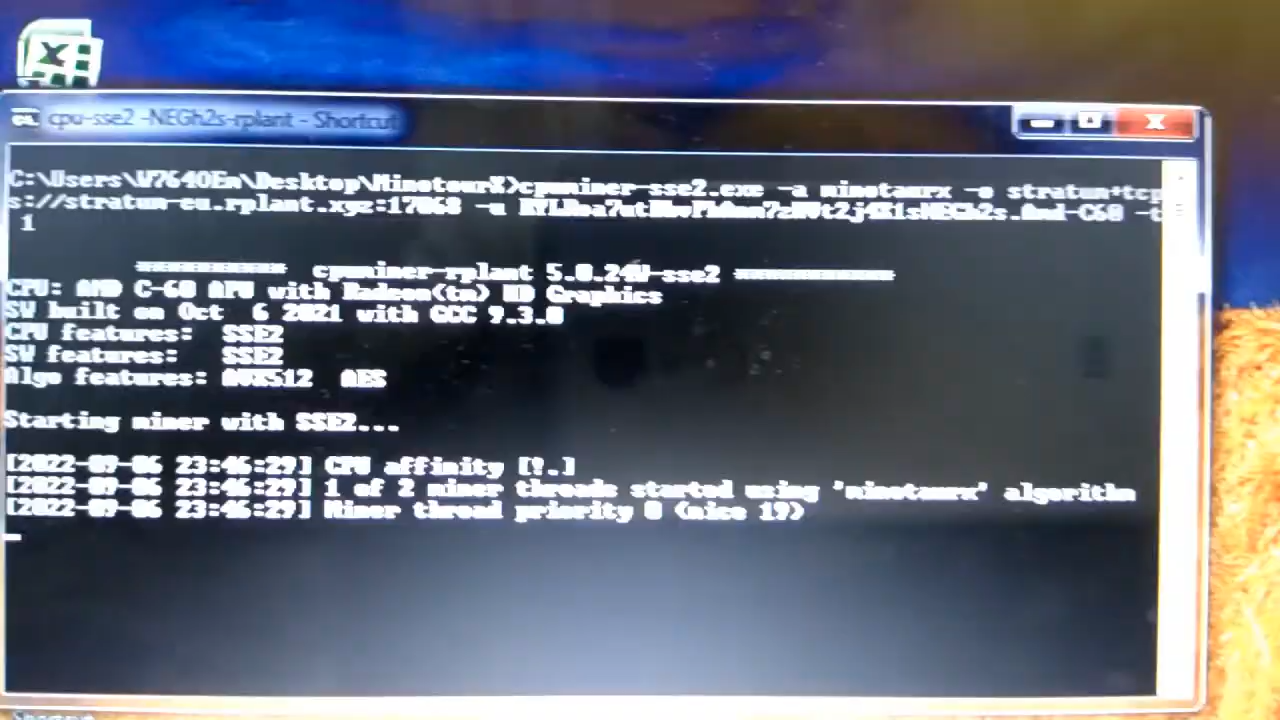 cpu-sse2 -NEGh2s-rplant - Shortcut
C:\Users\W764OEm\Desktop\MinotaurX>cpuminer-sse2.exe -a minotaurx -o stratum+tcp
s://stratum-eu.rplant.xyz:17068 -u -t
1
========== cpuminer-rplant 5.0.24W-sse2 ===========
CPU: AMD C-60 APU with Radeon(tm) HD Graphics
SW built on Oct 6 2021 with GCC 9.3.0
CPU features: SSE2
SW features: SSE2
Algo features: AVX512 AES
Starting miner with SSE2...
[2022-09-06 23:46:29] CPU affinity [!.]
[2022-09-06 23:46:29] 1 of 2 miner threads started using 'minotaurx' algorithm
[2022-09-06 23:46:29] Miner thread priority 0 (nice 19)